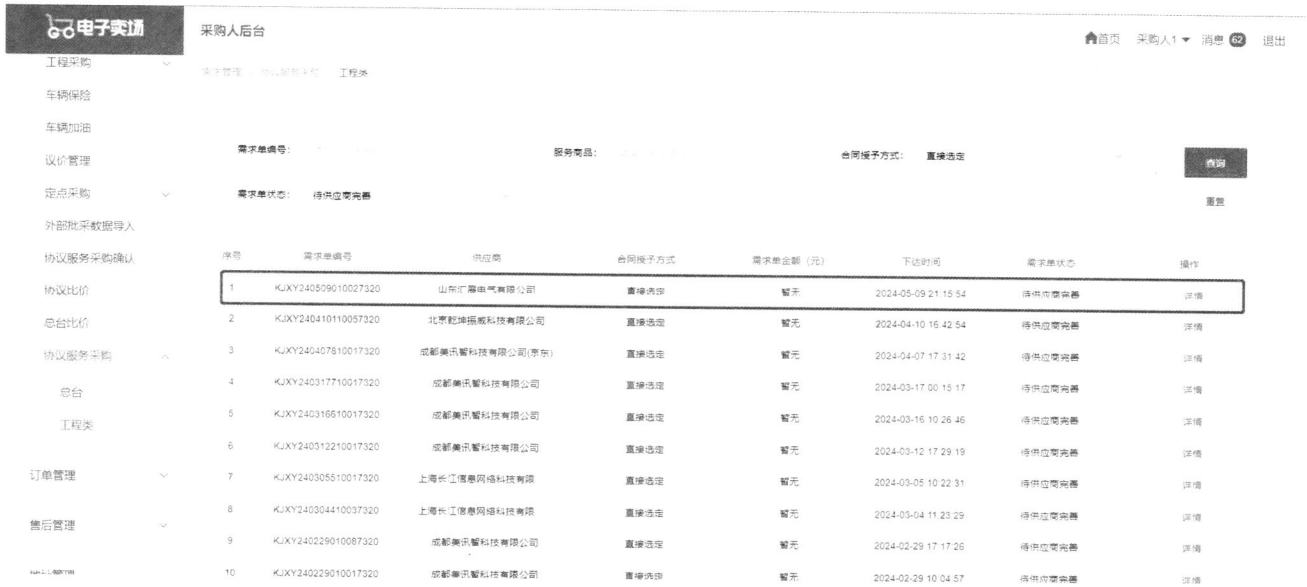 电子卖场
采购人后台
首页 采购人1 消息 62 退出
工程采购
工程类
车辆保险
车辆加油
议价管理
需求单编号：
服务商品：
合同授予方式： 直接选定
查询
定点采购
需求单状态： 待供应商完善
重置
外部批采数据导入
协议服务采购确认
协议比价
总台比价
协议服务采购
总台
工程类
订单管理
售后管理
序号 需求单编号 供应商 合同授予方式 需求单金额（元） 下达时间 需求单状态 操作
1 KJXY240509010027320 山东汇晨电气有限公司 直接选定 暂无 2024-05-09 21:15:54 待供应商完善 详情
2 KJXY240410110057320 北京乾坤振威科技有限公司 直接选定 暂无 2024-04-10 16:42:54 待供应商完善 详情
3 KJXY240407810017320 成都美讯智科技有限公司(京东) 直接选定 暂无 2024-04-07 17:31:42 待供应商完善 详情
4 KJXY240317710017320 成都美讯智科技有限公司 直接选定 暂无 2024-03-17 00:15:17 待供应商完善 详情
5 KJXY240316610017320 成都美讯智科技有限公司 直接选定 暂无 2024-03-16 10:26:46 待供应商完善 详情
6 KJXY240312210017320 成都美讯智科技有限公司 直接选定 暂无 2024-03-12 17:29:19 待供应商完善 详情
7 KJXY240305510017320 上海长江信息网络科技有限 直接选定 暂无 2024-03-05 10:22:31 待供应商完善 详情
8 KJXY240304410037320 上海长江信息网络科技有限 直接选定 暂无 2024-03-04 11:23:29 待供应商完善 详情
9 KJXY240229010087320 成都美讯智科技有限公司 直接选定 暂无 2024-02-29 17:17:26 待供应商完善 详情
10 KJXY240229010017320 成都美讯智科技有限公司 直接选定 暂无 2024-02-29 10:04:57 待供应商完善 详情